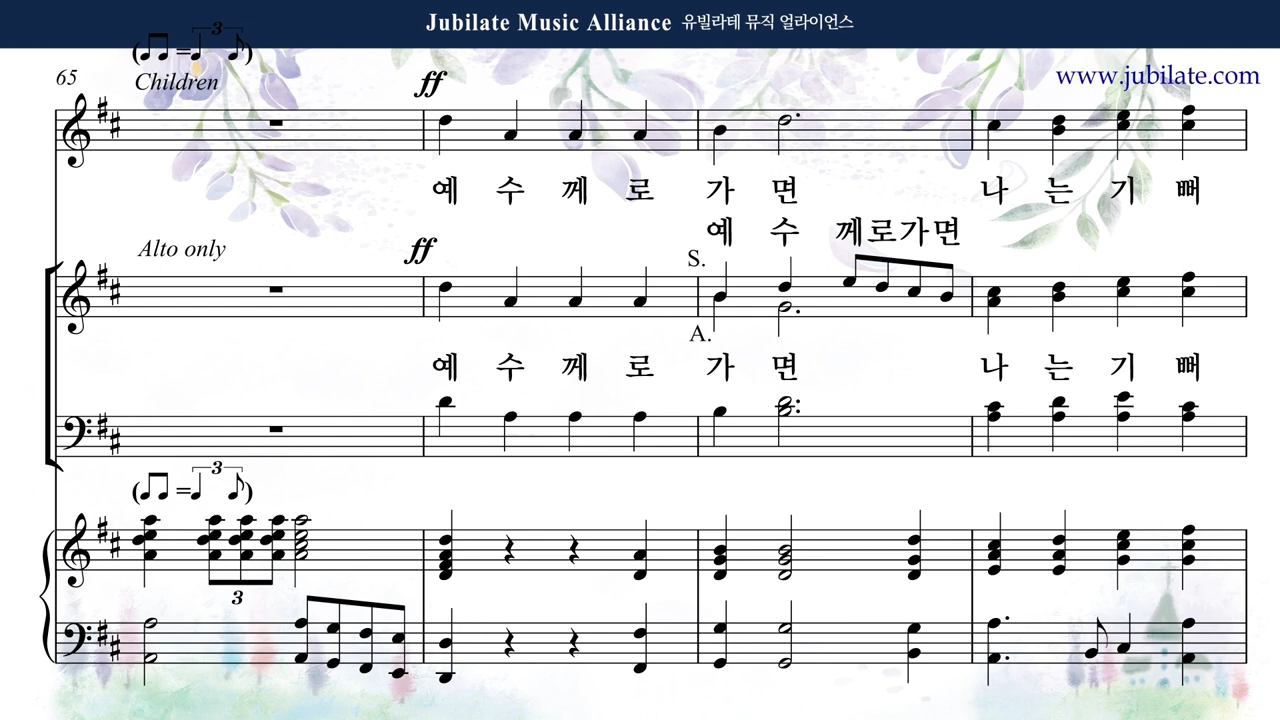 Jubilate Music Alliance 유빌라테 뮤직 얼라이언스
www.jubilate.com
3
65
Children
ff
예 수 께 로 가 면 나 는 기 뻐
예 수 께로가면
Alto only
ff
S.
A.
예 수 께 로 가 면 나 는 기 뻐
3
3